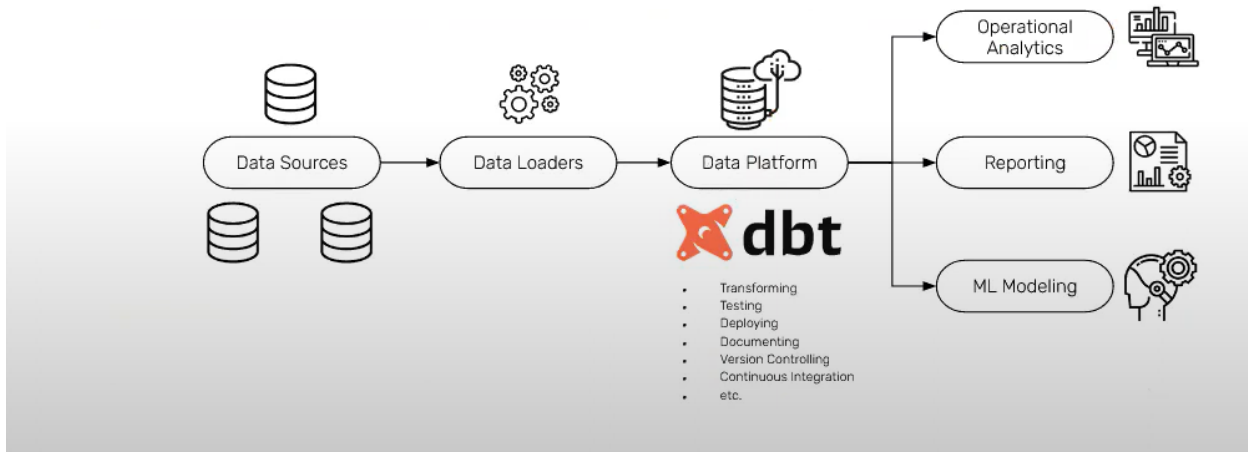 Operational
Analytics
Data Sources
Data Loaders
Data Platform
Reporting
dbt
ML Modeling
• Transforming
• Testing
• Deploying
• Documenting
• Version Controlling
• Continuous Integration
• etc.